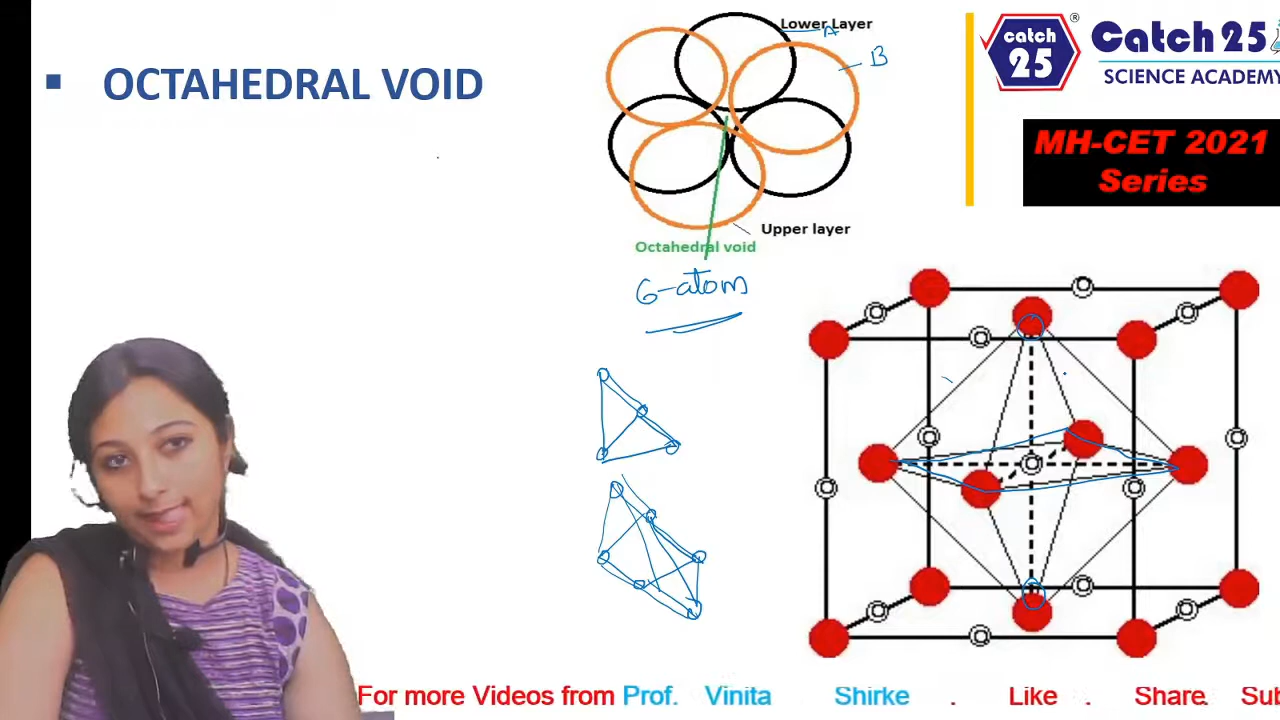 ▪ OCTAHEDRAL VOID
Lower Layer
A
B
Upper layer
Octahedral void
6-atom
catch
25
®
Catch 25
SCIENCE ACADEMY
MH-CET 2021
Series
For more Videos from Prof. Vinita Shirke . Like . Share. Sub